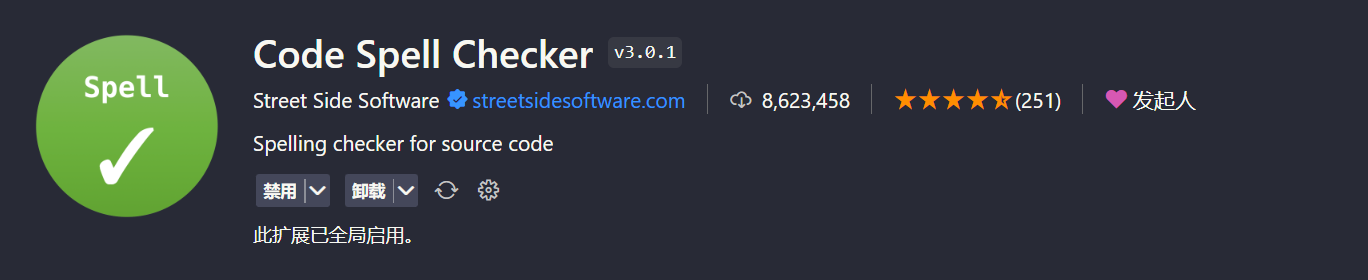 Spell
Code Spell Checker v3.0.1
Street Side Software streetsidesoftware.com 8,623,458 (251) 发起人
Spelling checker for source code
禁用 卸载
此扩展已全局启用。